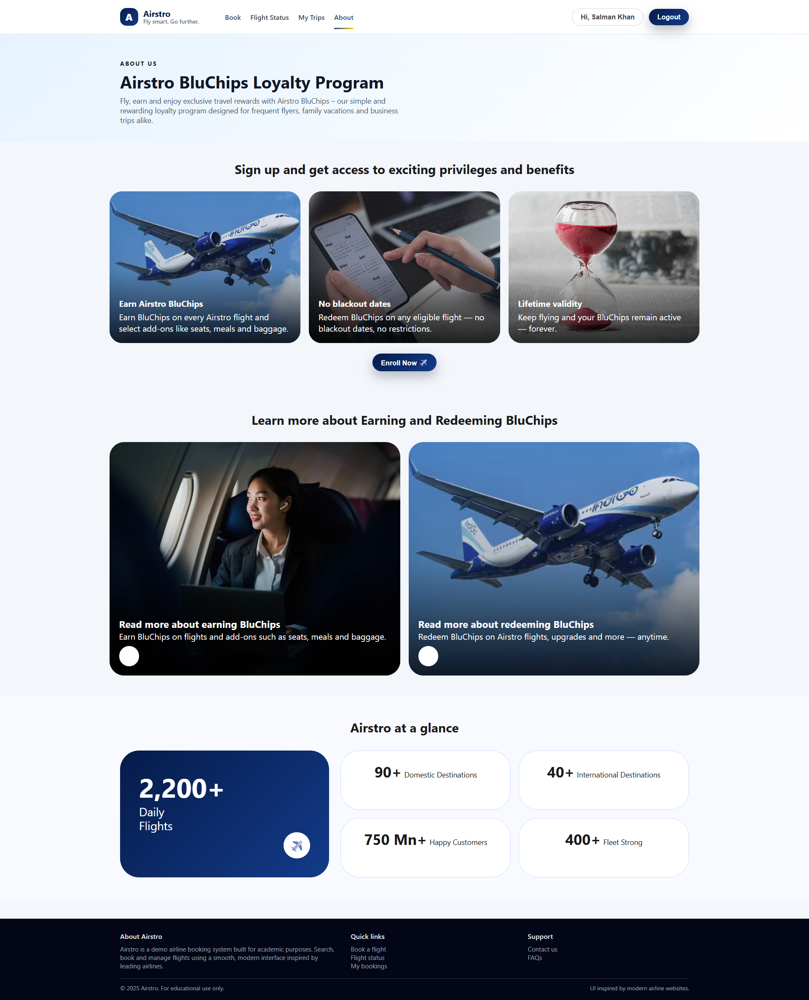 A
Airstro
Fly smart. Go further.
Book
Flight Status
My Trips
About
Hi, Salman Khan
Logout
ABOUT US
Airstro BluChips Loyalty Program
Fly, earn and enjoy exclusive travel rewards with Airstro BluChips – our simple and
rewarding loyalty program designed for frequent flyers, family vacations and business
trips alike.
Sign up and get access to exciting privileges and benefits
IndiGo
IndiGo
Earn Airstro BluChips
Earn BluChips on every Airstro flight and
select add-ons like seats, meals and baggage.
Mar
Apr
May
Jun
Aug
No blackout dates
Redeem BluChips on any eligible flight — no
blackout dates, no restrictions.
Lifetime validity
Keep flying and your BluChips remain active
— forever.
Enroll Now
Learn more about Earning and Redeeming BluChips
Read more about earning BluChips
Earn BluChips on flights and add-ons such as seats, meals and baggage.
IndiGo
IndiGo
Read more about redeeming BluChips
Redeem BluChips on Airstro flights, upgrades and more — anytime.
Airstro at a glance
2,200+
Daily
Flights
90+ Domestic Destinations
40+ International Destinations
750 Mn+ Happy Customers
400+ Fleet Strong
About Airstro
Airstro is a demo airline booking system built for academic purposes. Search,
book and manage flights using a smooth, modern interface inspired by
leading airlines.
Quick links
Book a flight
Flight status
My bookings
Support
Contact us
FAQs
© 2025 Airstro. For educational use only.
UI inspired by modern airline websites.